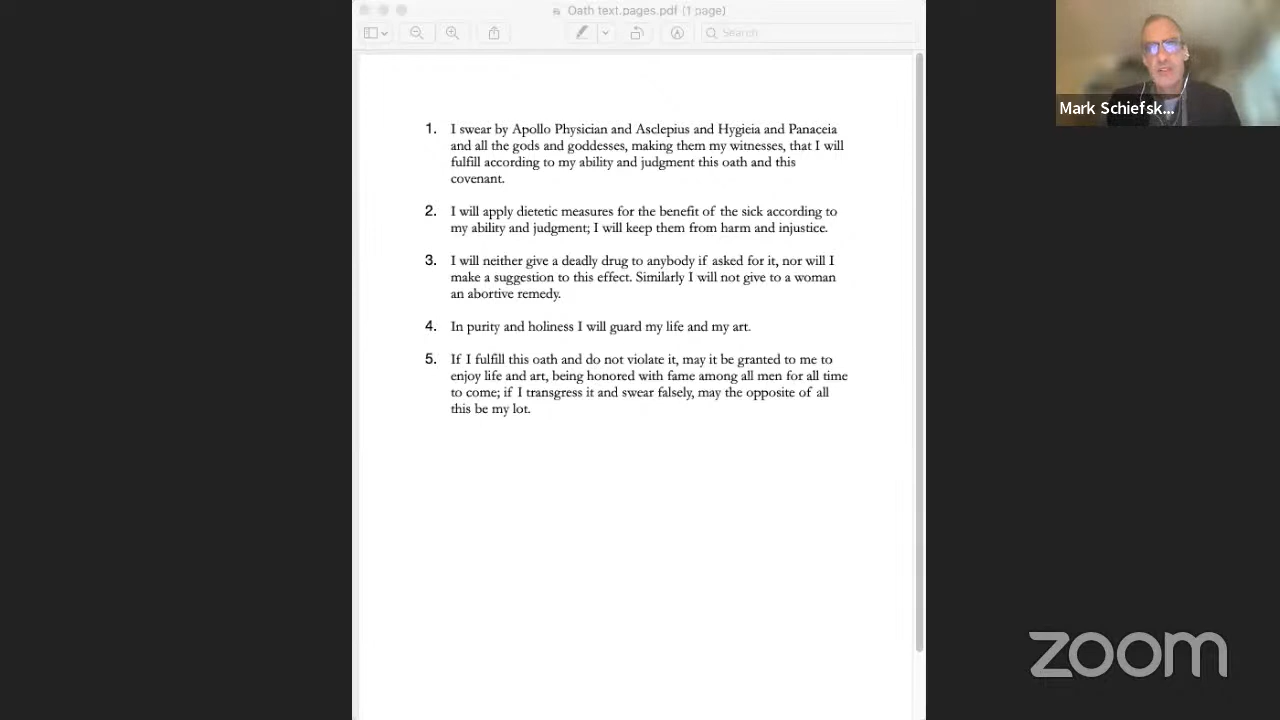 Oath text.pages.pdf (1 page)
Search
Mark Schiefsk...
1. I swear by Apollo Physician and Asclepius and Hygieia and Panaceia
and all the gods and goddesses, making them my witnesses, that I will
fulfill according to my ability and judgment this oath and this
covenant.
2. I will apply dietetic measures for the benefit of the sick according to
my ability and judgment; I will keep them from harm and injustice.
3. I will neither give a deadly drug to anybody if asked for it, nor will I
make a suggestion to this effect. Similarly I will not give to a woman
an abortive remedy.
4. In purity and holiness I will guard my life and my art.
5. If I fulfill this oath and do not violate it, may it be granted to me to
enjoy life and art, being honored with fame among all men for all time
to come; if I transgress it and swear falsely, may the opposite of all
this be my lot.
zoom